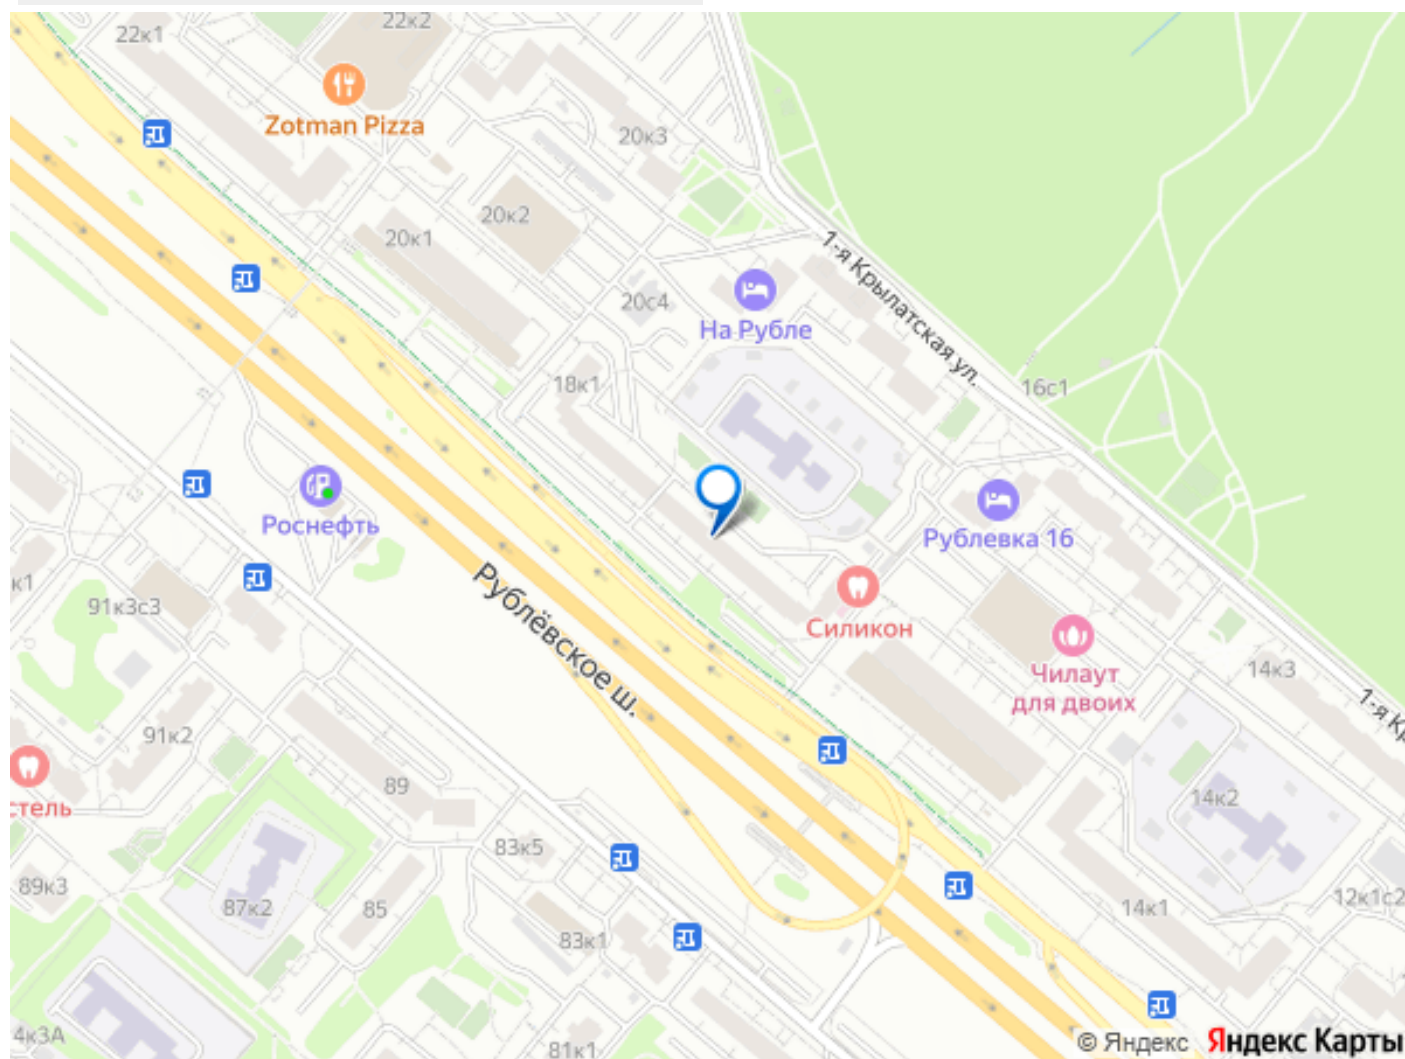 22к1
22к2
Zotman Pizza
20к3
20к2
20к1
1-я Крылатская ул.
20с4
На Рубле
18к1
16с1
Роснефть
Рублевка 16
к1
91к3с3
Рублёвское ш.
Силикон
Чилаут
для двоих
14к3
1-я Кр
91к2
стель
89
14к2
83к5
89к3
87к2
85
83к1
14к1
12к1с2
4к3А
81к1
© Яндекс Яндекс Карты